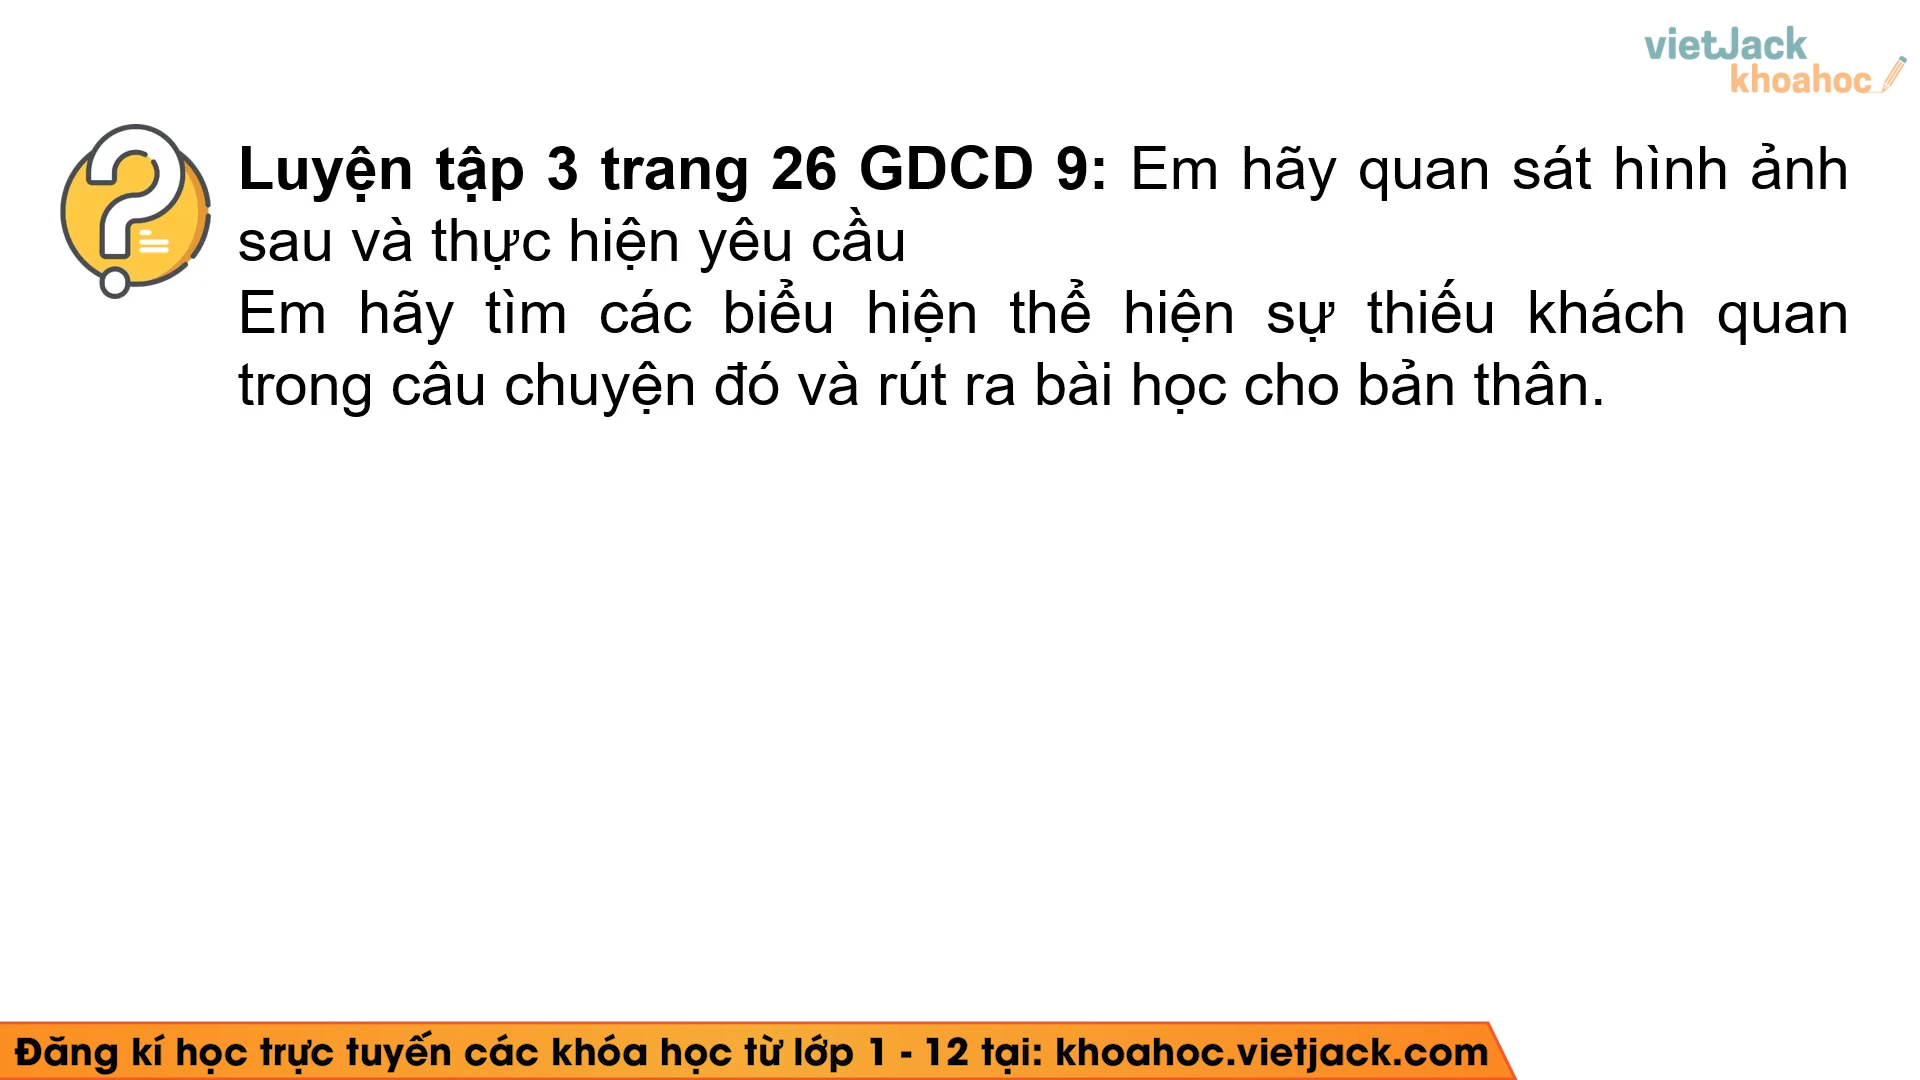 vietJack
khoahoc
Luyện tập 3 trang 26 GDCD 9: Em hãy quan sát hình ảnh
sau và thực hiện yêu cầu
Em hãy tìm các biểu hiện thể hiện sự thiếu khách quan
trong câu chuyện đó và rút ra bài học cho bản thân.
Đăng kí học trực tuyến các khóa học từ lớp 1 - 12 tại: khoahoc.vietjack.com